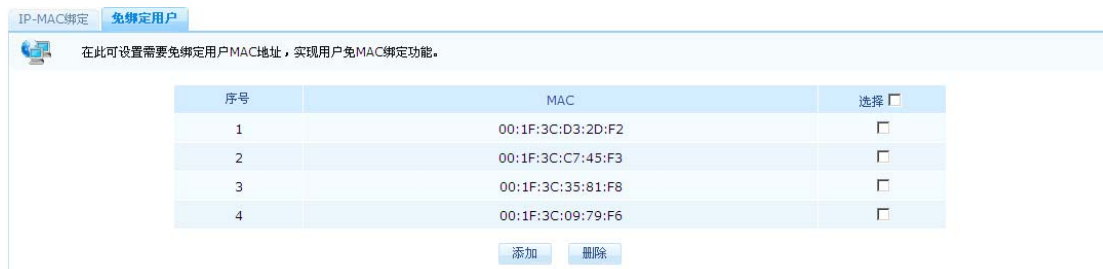 IP-MAC绑定 免绑定用户
在此可设置需要免绑定用户MAC地址，实现用户免MAC绑定功能。
序号 MAC 选择
1 00:1F:3C:D3:2D:F2
2 00:1F:3C:C7:45:F3
3 00:1F:3C:35:81:F8
4 00:1F:3C:09:79:F6
添加 删除